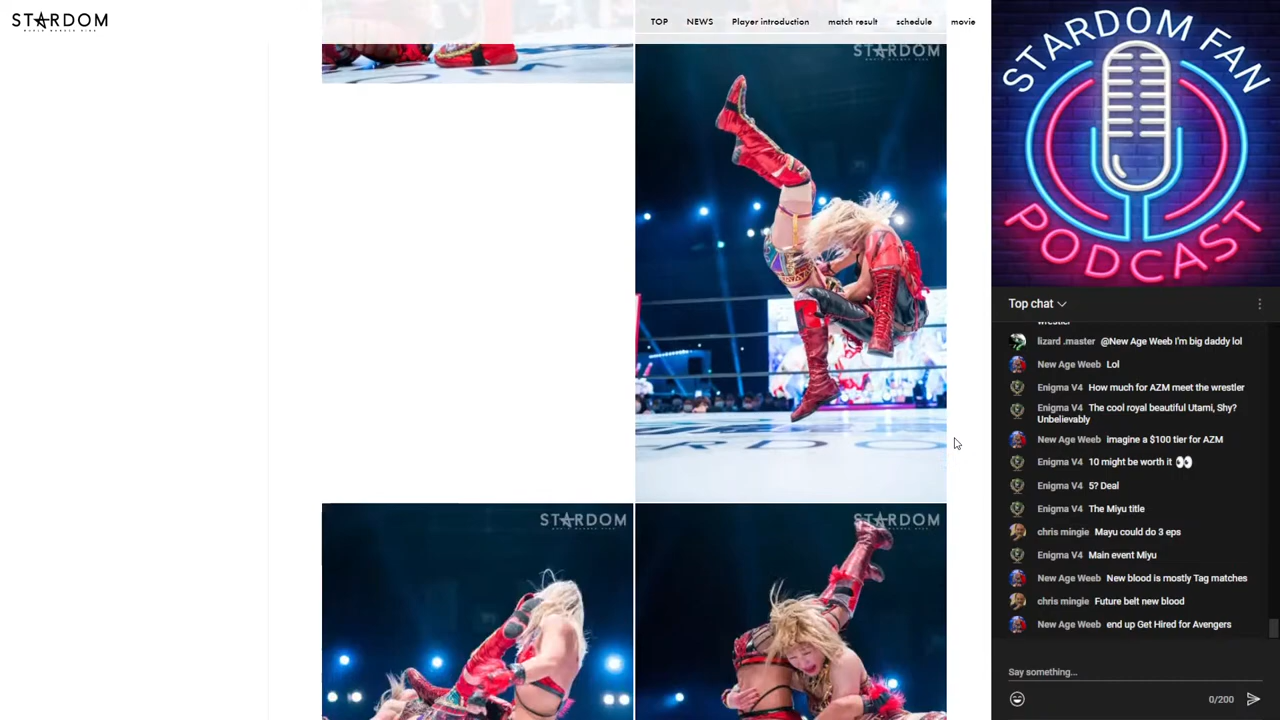 STARDOM
WORLD WONDER RING
TOP NEWS Player introduction match result schedule movie
STARDOM
STARDOM
STARDOM
STARDOM FAN
PODCAST
Top chat
wrestler
lizard .master @New Age Weeb I'm big daddy lol
New Age Weeb Lol
Enigma V4 How much for AZM meet the wrestler
Enigma V4 The cool royal beautiful Utami, Shy?
Unbelievably
New Age Weeb imagine a $100 tier for AZM
Enigma V4 10 might be worth it 👀
Enigma V4 5? Deal
Enigma V4 The Miyu title
chris mingie Mayu could do 3 eps
Enigma V4 Main event Miyu
New Age Weeb New blood is mostly Tag matches
chris mingie Future belt new blood
New Age Weeb end up Get Hired for Avengers
Say something...
0/200